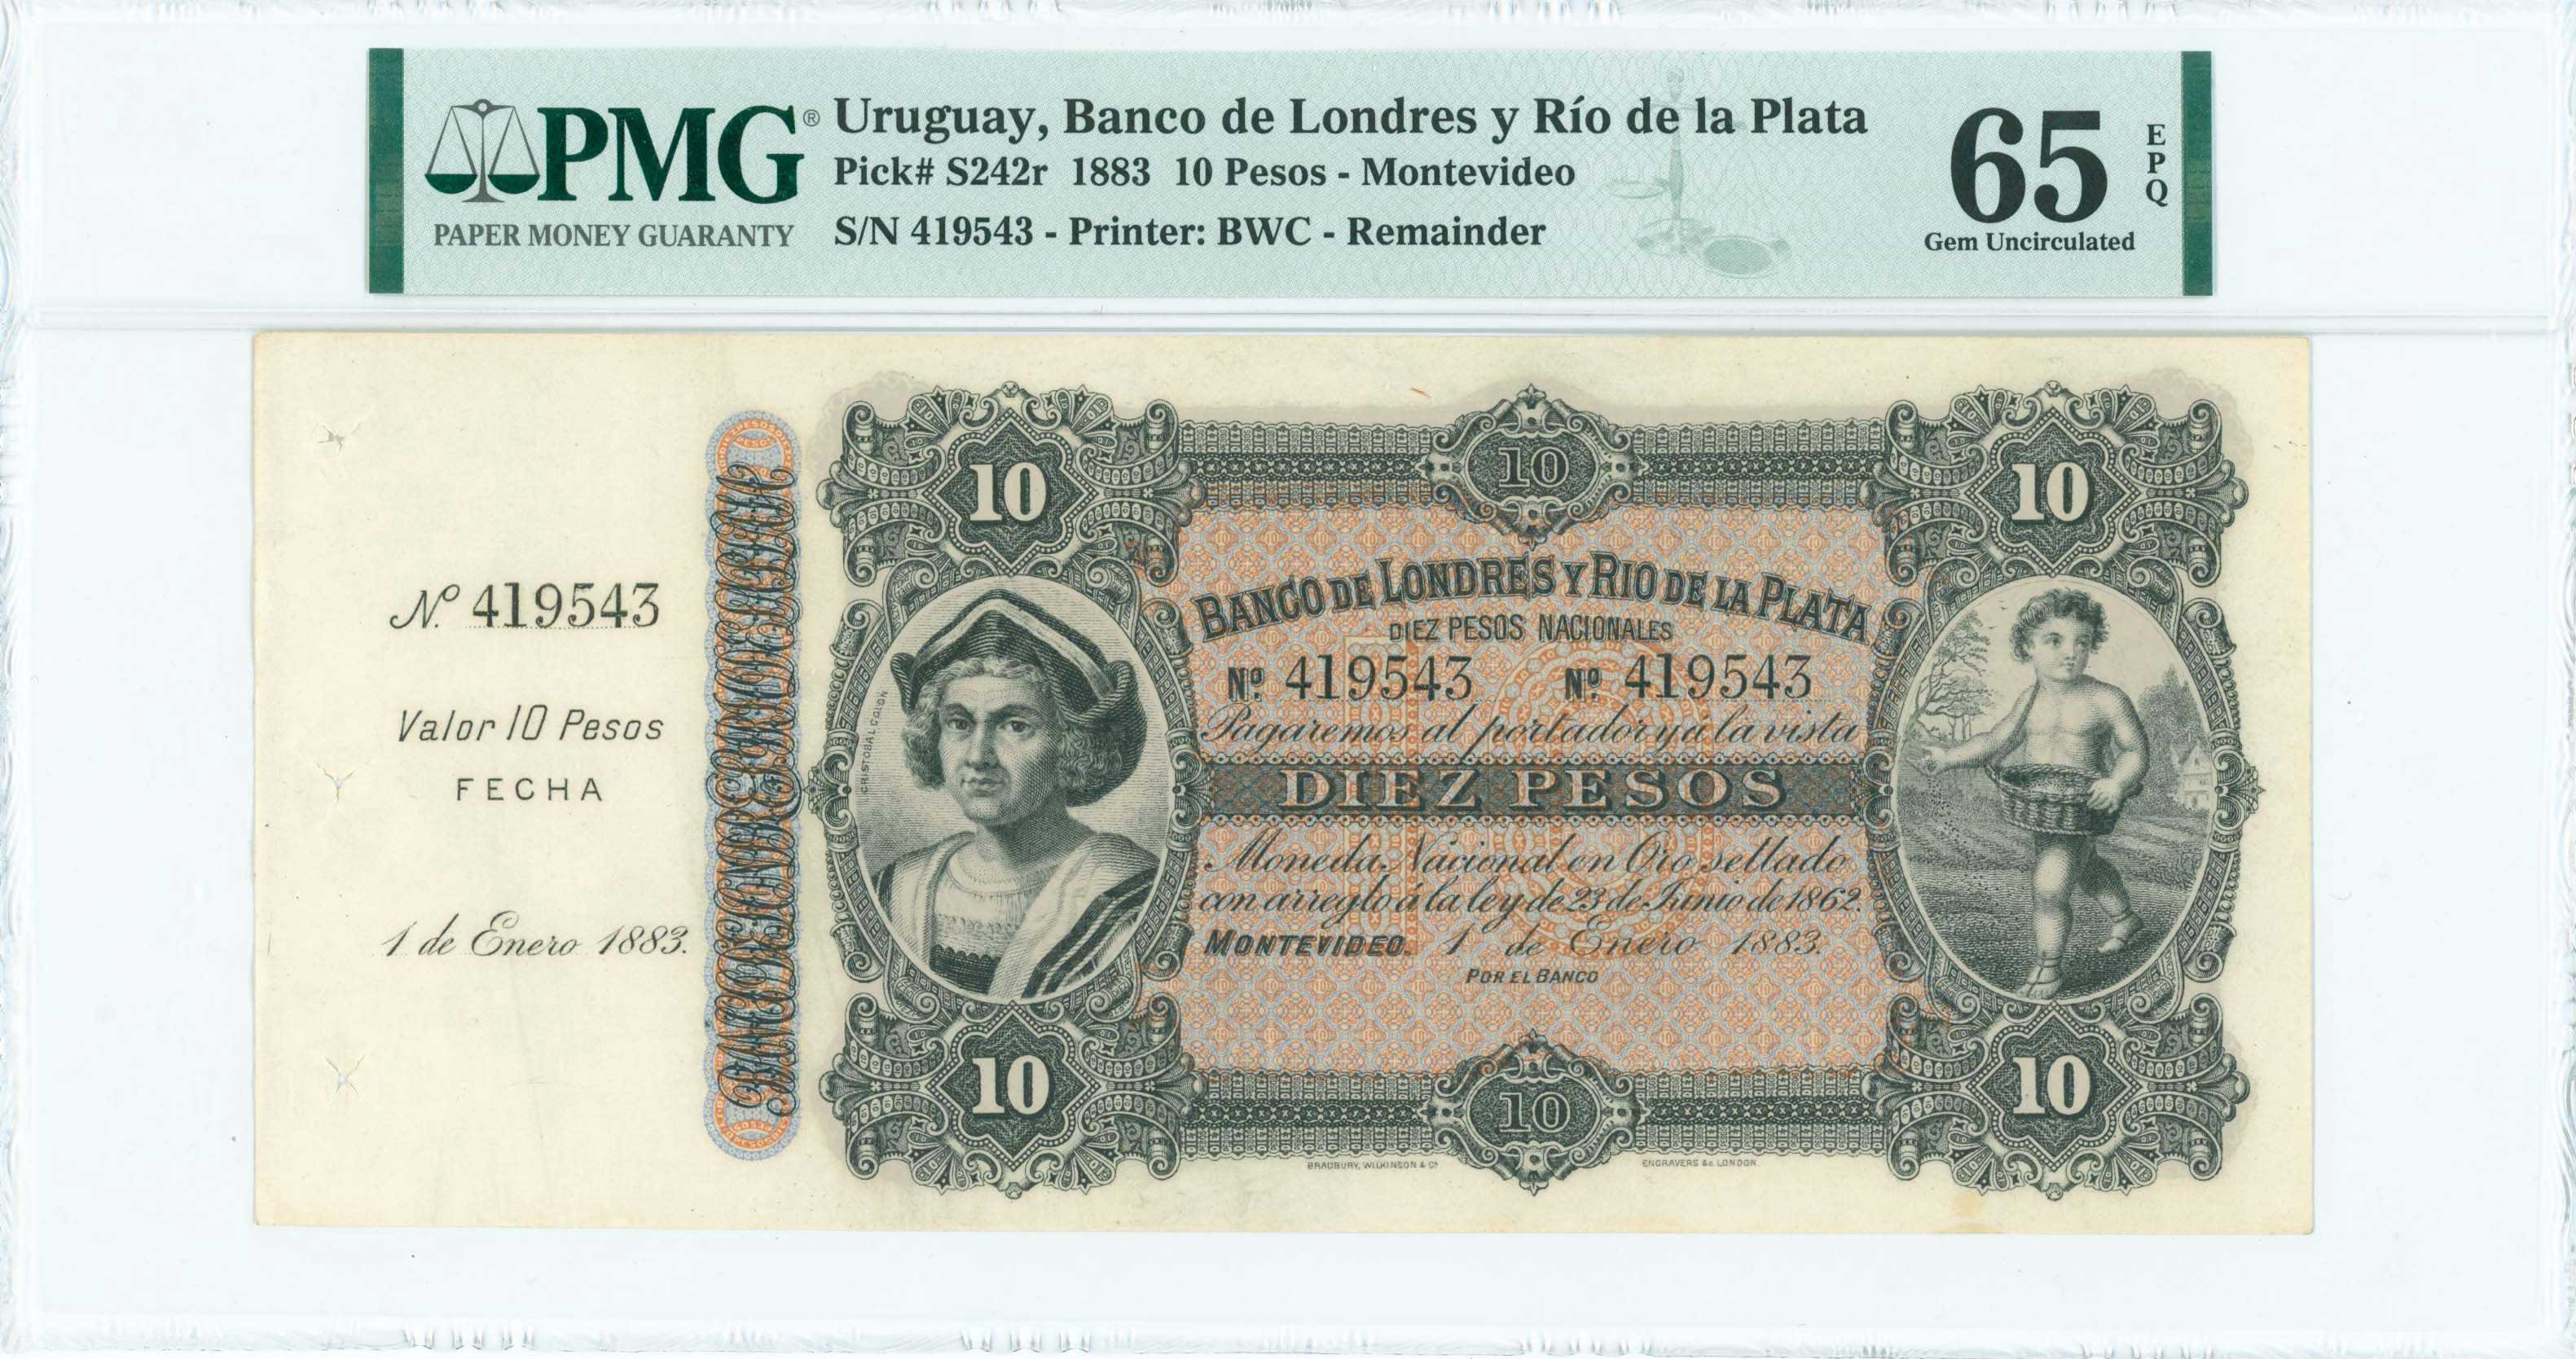 PMG®
PAPER MONEY GUARANTY
Uruguay, Banco de Londres y Río de la Plata
Pick# S242r 1883 10 Pesos - Montevideo
S/N 419543 - Printer: BWC - Remainder
65
EPQ
Gem Uncirculated
Nº 419543
Valor 10 Pesos
FECHA
1 de Enero 1883.
10
10
10
CRISTOBAL COLON
BANCO DE LONDRES Y RIO DE LA PLATA
DIEZ PESOS NACIONALES
Nº 419543 Nº 419543
Pagaremos al portador y á la vista
DIEZ PESOS
Moneda Nacional en Oro sellado
con arreglo á la ley de 23 de Junio de 1862.
MONTEVIDEO. 1 de Enero 1883.
POR EL BANCO
10
10
10
BRADBURY, WILKINSON & Cº
ENGRAVERS &c LONDON.